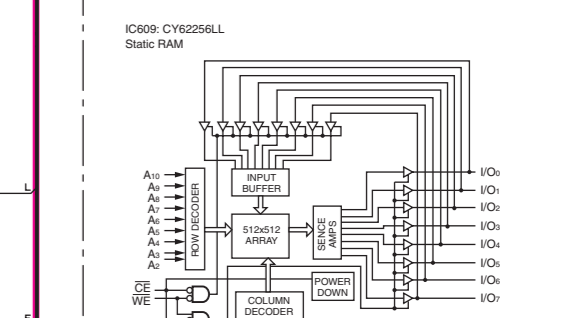 IC609: CY62256LL
Static RAM
A10
A9
A8
A7
A6
A5
A4
A3
A2
ROW DECODER
INPUT
BUFFER
512x512
ARRAY
SENCE
AMPS
I/O0
I/O1
I/O2
I/O3
I/O4
I/O5
I/O6
I/O7
CE
WE
POWER
DOWN
COLUMN
DECODER
L